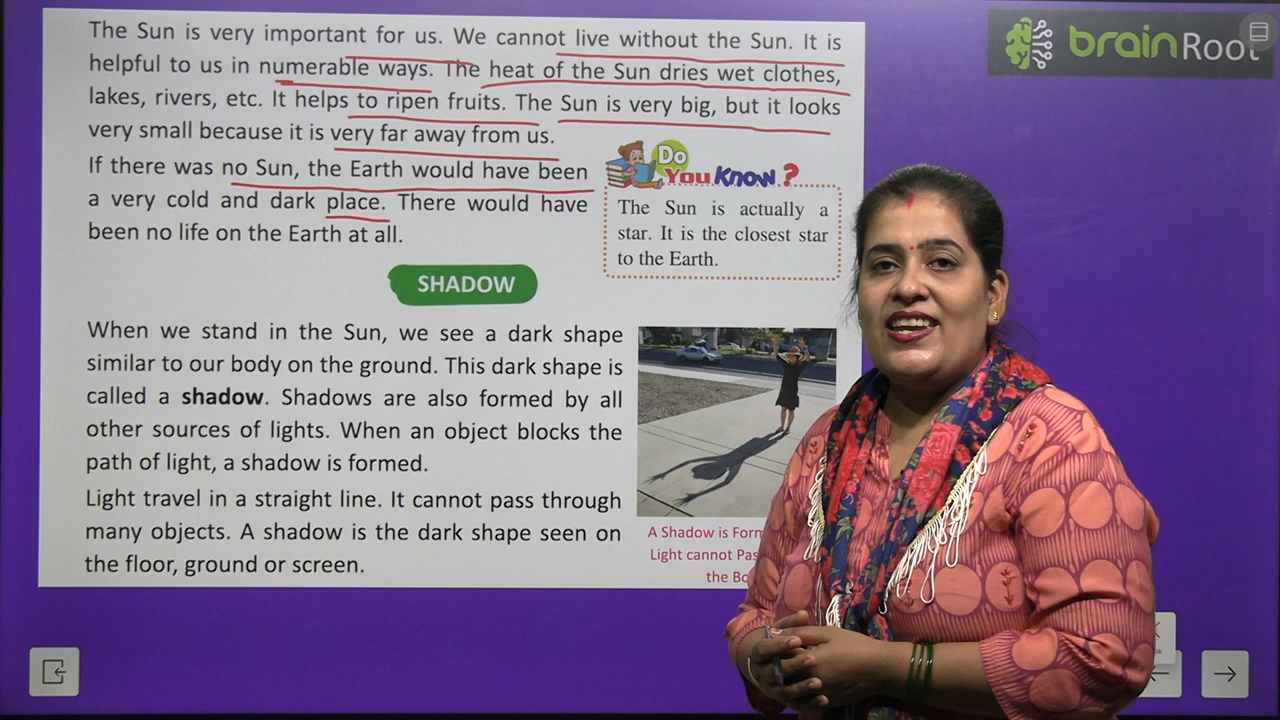 The Sun is very important for us. We cannot live without the Sun. It is
helpful to us in numerable ways. The heat of the Sun dries wet clothes,
lakes, rivers, etc. It helps to ripen fruits. The Sun is very big, but it looks
very small because it is very far away from us.
If there was no Sun, the Earth would have been
a very cold and dark place. There would have
been no life on the Earth at all.
Do
You Know ?
The Sun is actually a
star. It is the closest star
to the Earth.
SHADOW
When we stand in the Sun, we see a dark shape
similar to our body on the ground. This dark shape is
called a shadow. Shadows are also formed by all
other sources of lights. When an object blocks the
path of light, a shadow is formed.
Light travel in a straight line. It cannot pass through
many objects. A shadow is the dark shape seen on
the floor, ground or screen.
A Shadow is
Light cannot
the
brainRoot